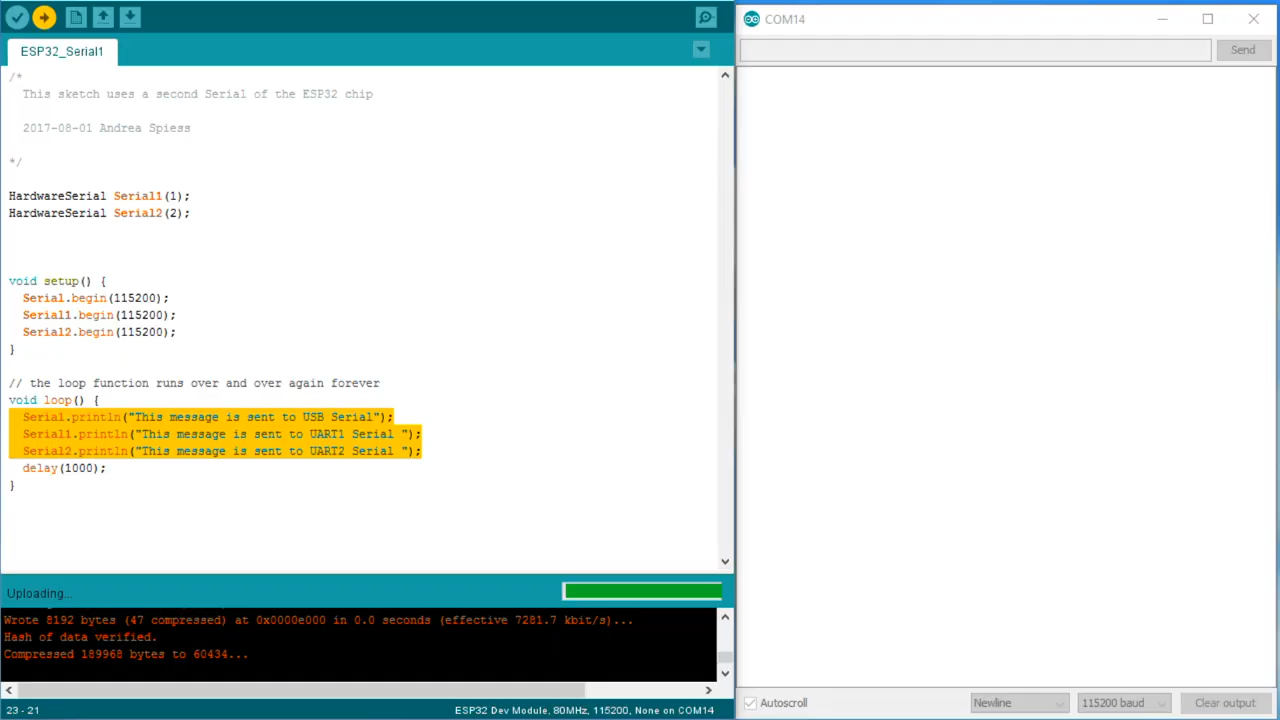 ESP32_Serial1
/*
This sketch uses a second Serial of the ESP32 chip
2017-08-01 Andrea Spiess
*/
HardwareSerial Serial1(1);
HardwareSerial Serial2(2);
void setup() {
Serial.begin(115200);
Serial1.begin(115200);
Serial2.begin(115200);
}
// the loop function runs over and over again forever
void loop() {
Serial.println("This message is sent to USB Serial");
Serial1.println("This message is sent to UART1 Serial ");
Serial2.println("This message is sent to UART2 Serial ");
delay(1000);
}
Uploading...
Wrote 8192 bytes (47 compressed) at 0x0000e000 in 0.0 seconds (effective 7281.7 kbit/s)...
Hash of data verified.
Compressed 189968 bytes to 60434...
23 - 21
ESP32 Dev Module, 80MHz, 115200, None on COM14
COM14
Send
Autoscroll
Newline
115200 baud
Clear output